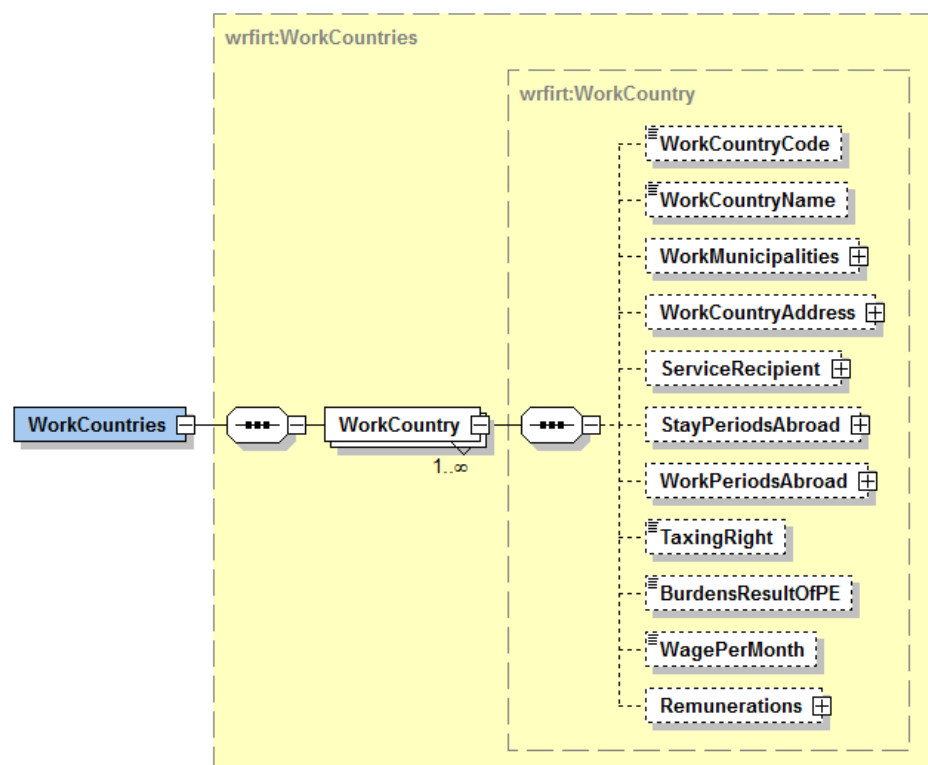 wrfirt:WorkCountries
wrfirt:WorkCountry
WorkCountryCode
WorkCountryName
WorkMunicipalities
WorkCountryAddress
ServiceRecipient
WorkCountries
WorkCountry
1..∞
StayPeriodsAbroad
WorkPeriodsAbroad
TaxingRight
BurdensResultOfPE
WagePerMonth
Remunerations